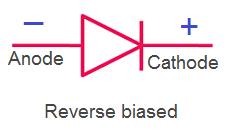 − +
Anode Cathode
Reverse biased